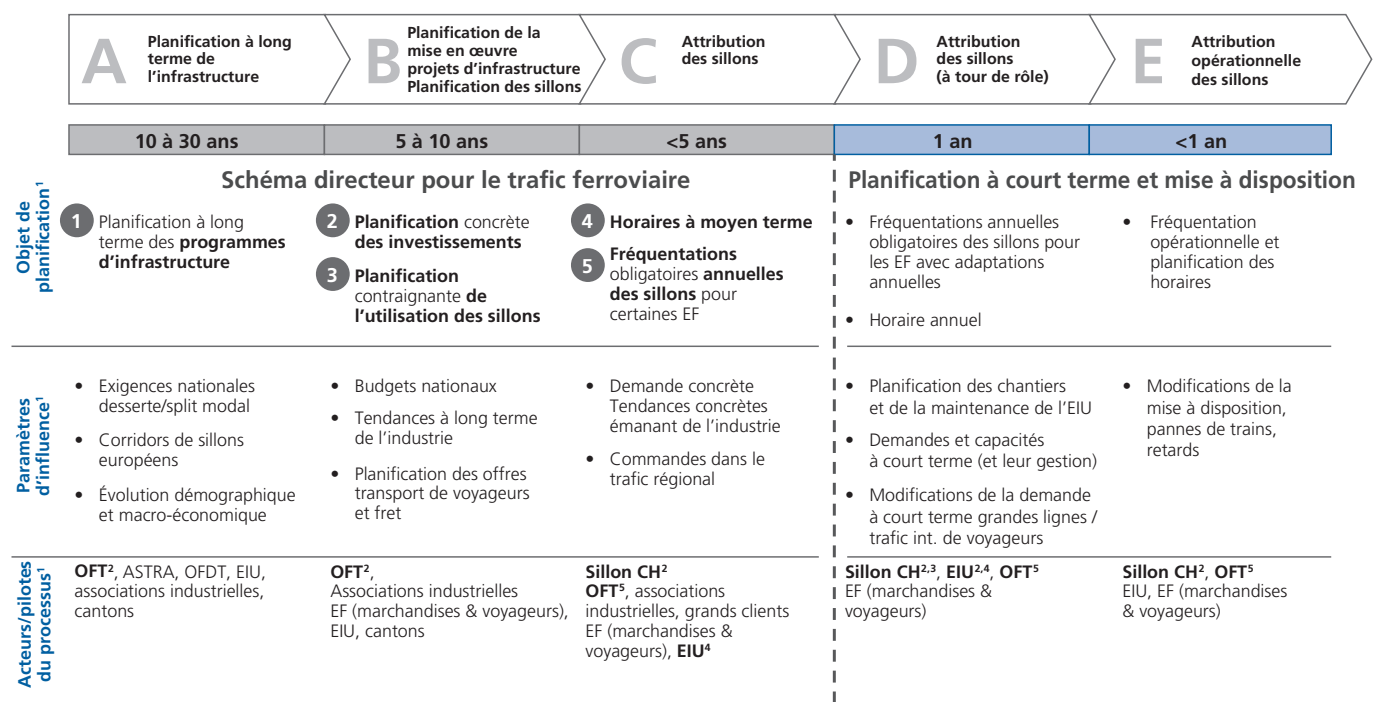 A
Planification à long
terme de
l'infrastructure
B
Planification de la
mise en œuvre
projets d'infrastructure
Planification des sillons
C
Attribution
des sillons
D
Attribution
des sillons
(à tour de rôle)
E
Attribution
opérationnelle
des sillons
10 à 30 ans
5 à 10 ans
<5 ans
1 an
<1 an
Schéma directeur pour le trafic ferroviaire
Planification à court terme et mise à disposition
Objet de
planification¹
1 Planification à long
terme des programmes
d'infrastructure
2 Planification concrète
des investissements
3 Planification
contraignante de
l'utilisation des sillons
4 Horaires à moyen terme
5 Fréquentations
obligatoires annuelles
des sillons pour
certaines EF
• Fréquentations annuelles
obligatoires des sillons pour
les EF avec adaptations
annuelles
• Horaire annuel
• Fréquentation
opérationnelle et
planification des
horaires
Paramètres
d'influence¹
• Exigences nationales
desserte/split modal
• Corridors de sillons
européens
• Évolution démographique
et macro-économique
• Budgets nationaux
• Tendances à long terme
de l'industrie
• Planification des offres
transport de voyageurs
et fret
• Demande concrète
Tendances concrètes
émanant de l'industrie
• Commandes dans le
trafic régional
• Planification des chantiers
et de la maintenance de l'EIU
• Demandes et capacités
à court terme (et leur gestion)
• Modifications de la demande
à court terme grandes lignes /
trafic int. de voyageurs
• Modifications de la
mise à disposition,
pannes de trains,
retards
Acteurs/pilotes
du processus¹
OFT², ASTRA, OFDT, EIU,
associations industrielles,
cantons
OFT²,
Associations industrielles
EF (marchandises & voyageurs),
EIU, cantons
Sillon CH²
OFT⁵, associations
industrielles, grands clients
EF (marchandises &
voyageurs), EIU⁴
Sillon CH²,³, EIU²,⁴, OFT⁵
EF (marchandises &
voyageurs)
Sillon CH², OFT⁵
EIU, EF (marchandises
& voyageurs)